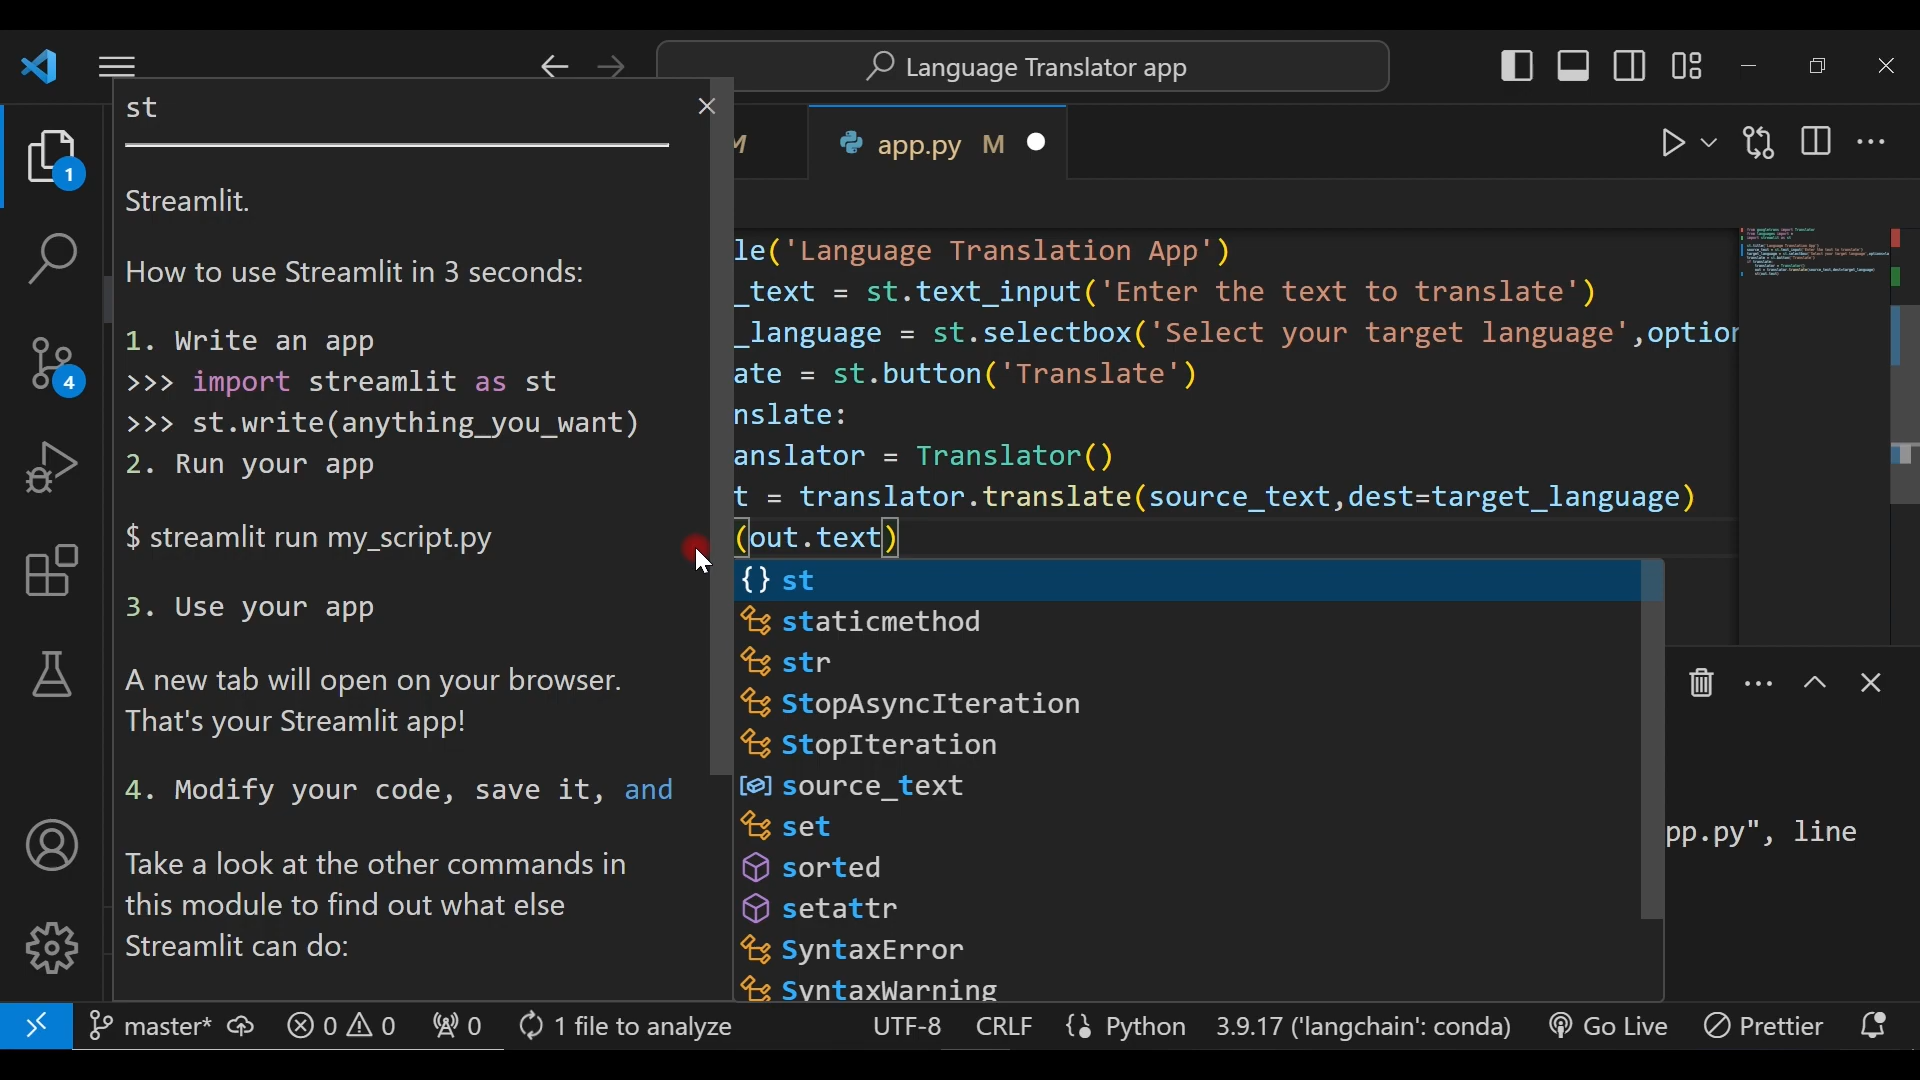 Language Translator app
st
M
app.py M
1
Streamlit.
How to use Streamlit in 3 seconds:
1. Write an app
>>> import streamlit as st
>>> st.write(anything_you_want)
2. Run your app
$ streamlit run my_script.py
3. Use your app
A new tab will open on your browser.
That's your Streamlit app!
4. Modify your code, save it, and
Take a look at the other commands in
this module to find out what else
Streamlit can do:
4
le('Language Translation App')
_text = st.text_input('Enter the text to translate')
_language = st.selectbox('Select your target language',option
ate = st.button('Translate')
nslate:
anslator = Translator()
t = translator.translate(source_text,dest=target_language)
(out.text)
{} st
staticmethod
str
StopAsyncIteration
StopIteration
source_text
set
sorted
setattr
SyntaxError
SyntaxWarning
pp.py", line
master* 0 0 0 1 file to analyze UTF-8 CRLF Python 3.9.17 ('langchain': conda) Go Live Prettier